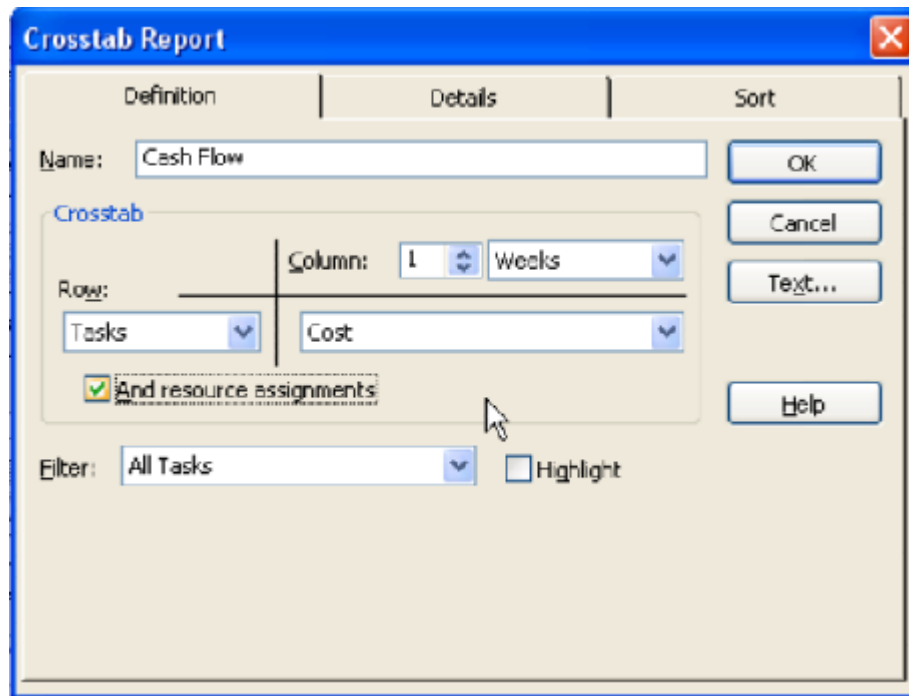 Crosstab Report
Definition Details Sort
Name: Cash Flow OK
Crosstab
Cancel
Column: 1 Weeks
Row: Text...
Tasks Cost
And resource assignments
Help
Filter: All Tasks Highlight